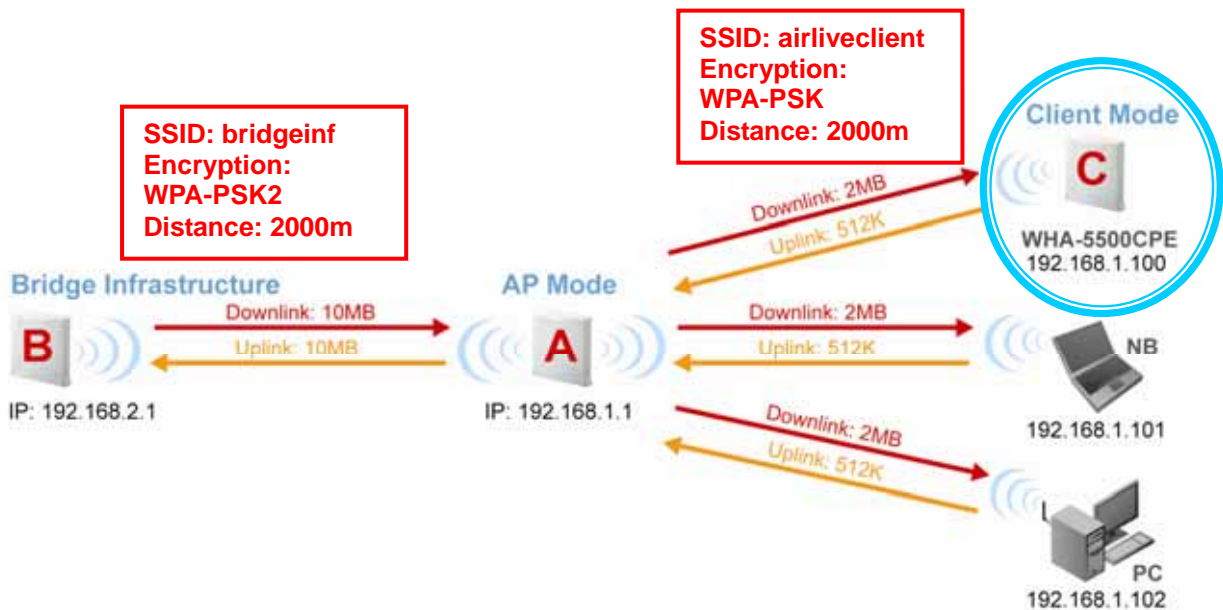 SSID: airliveclient
Encryption:
WPA-PSK
Distance: 2000m
SSID: bridgeinf
Encryption:
WPA-PSK2
Distance: 2000m
Client Mode
C
WHA-5500CPE
192.168.1.100
Downlink: 2MB
Uplink: 512K
Bridge Infrastructure
B
IP: 192.168.2.1
Downlink: 10MB
Uplink: 10MB
AP Mode
A
IP: 192.168.1.1
Downlink: 2MB
Uplink: 512K
NB
192.168.1.101
Downlink: 2MB
Uplink: 512K
PC
192.168.1.102